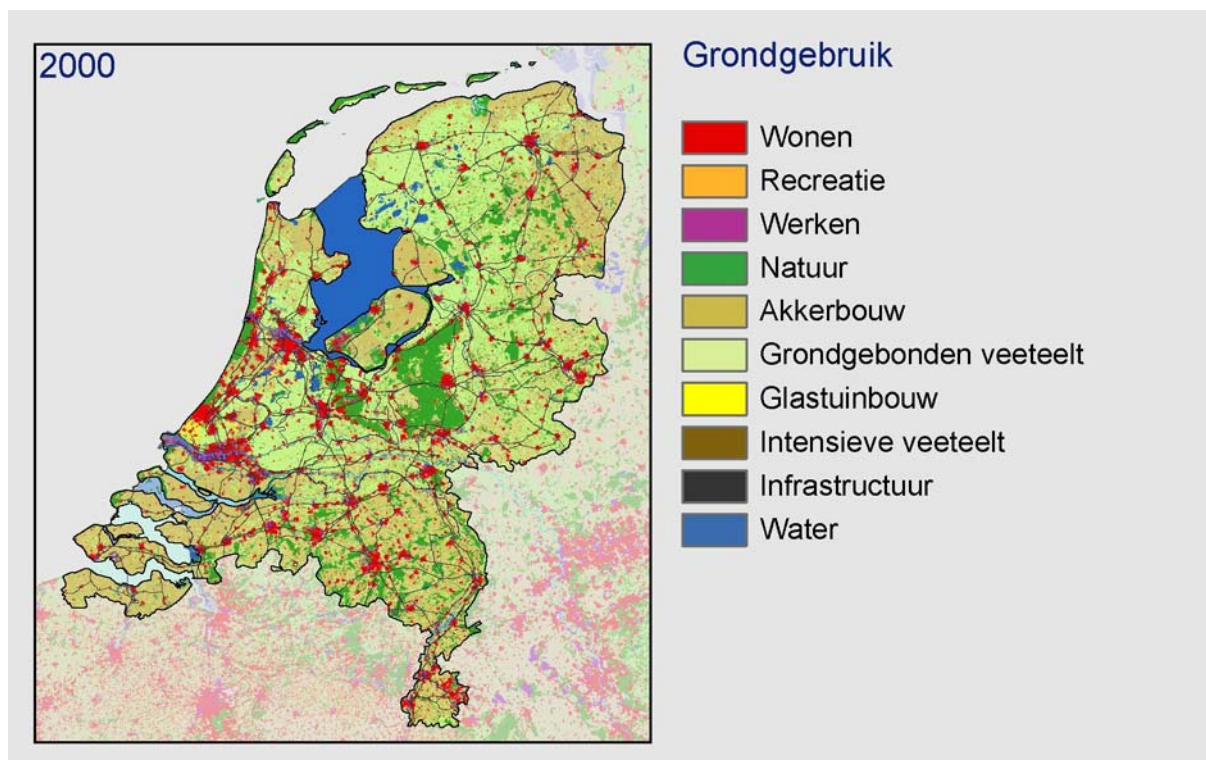 2000
Grondgebruik
Wonen
Recreatie
Werken
Natuur
Akkerbouw
Grondgebonden veeteelt
Glastuinbouw
Intensieve veeteelt
Infrastructuur
Water